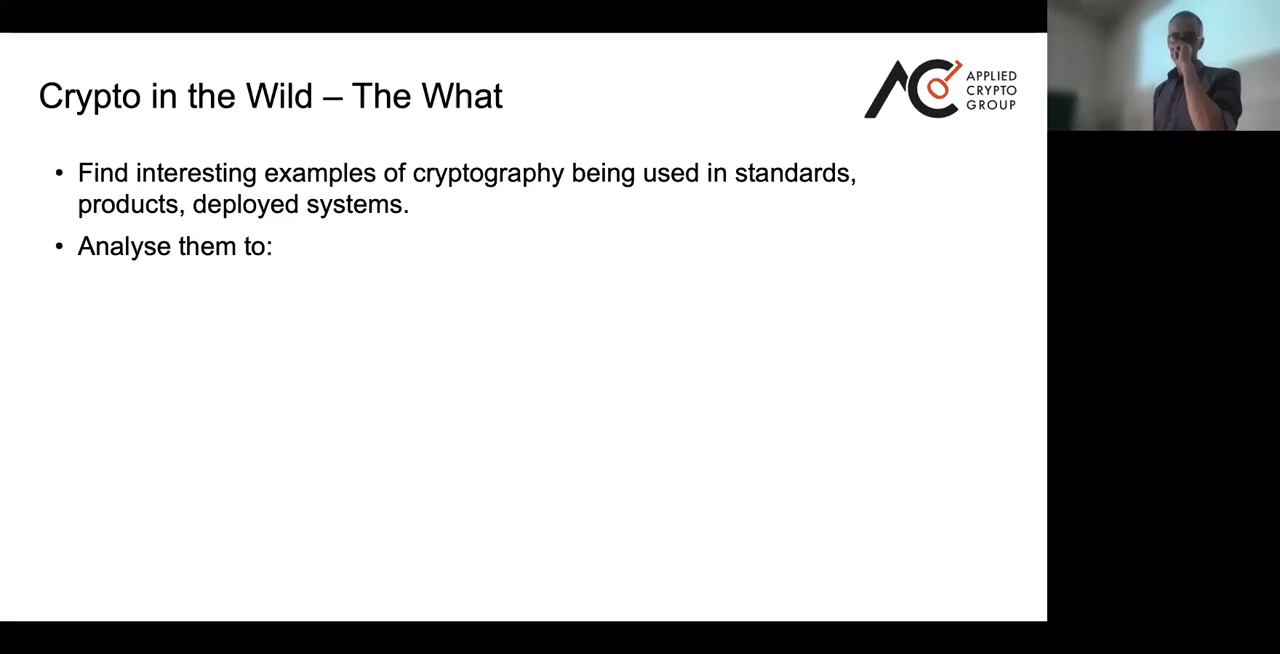 Crypto in the Wild – The What
APPLIED
CRYPTO
GROUP
• Find interesting examples of cryptography being used in standards,
products, deployed systems.
• Analyse them to: